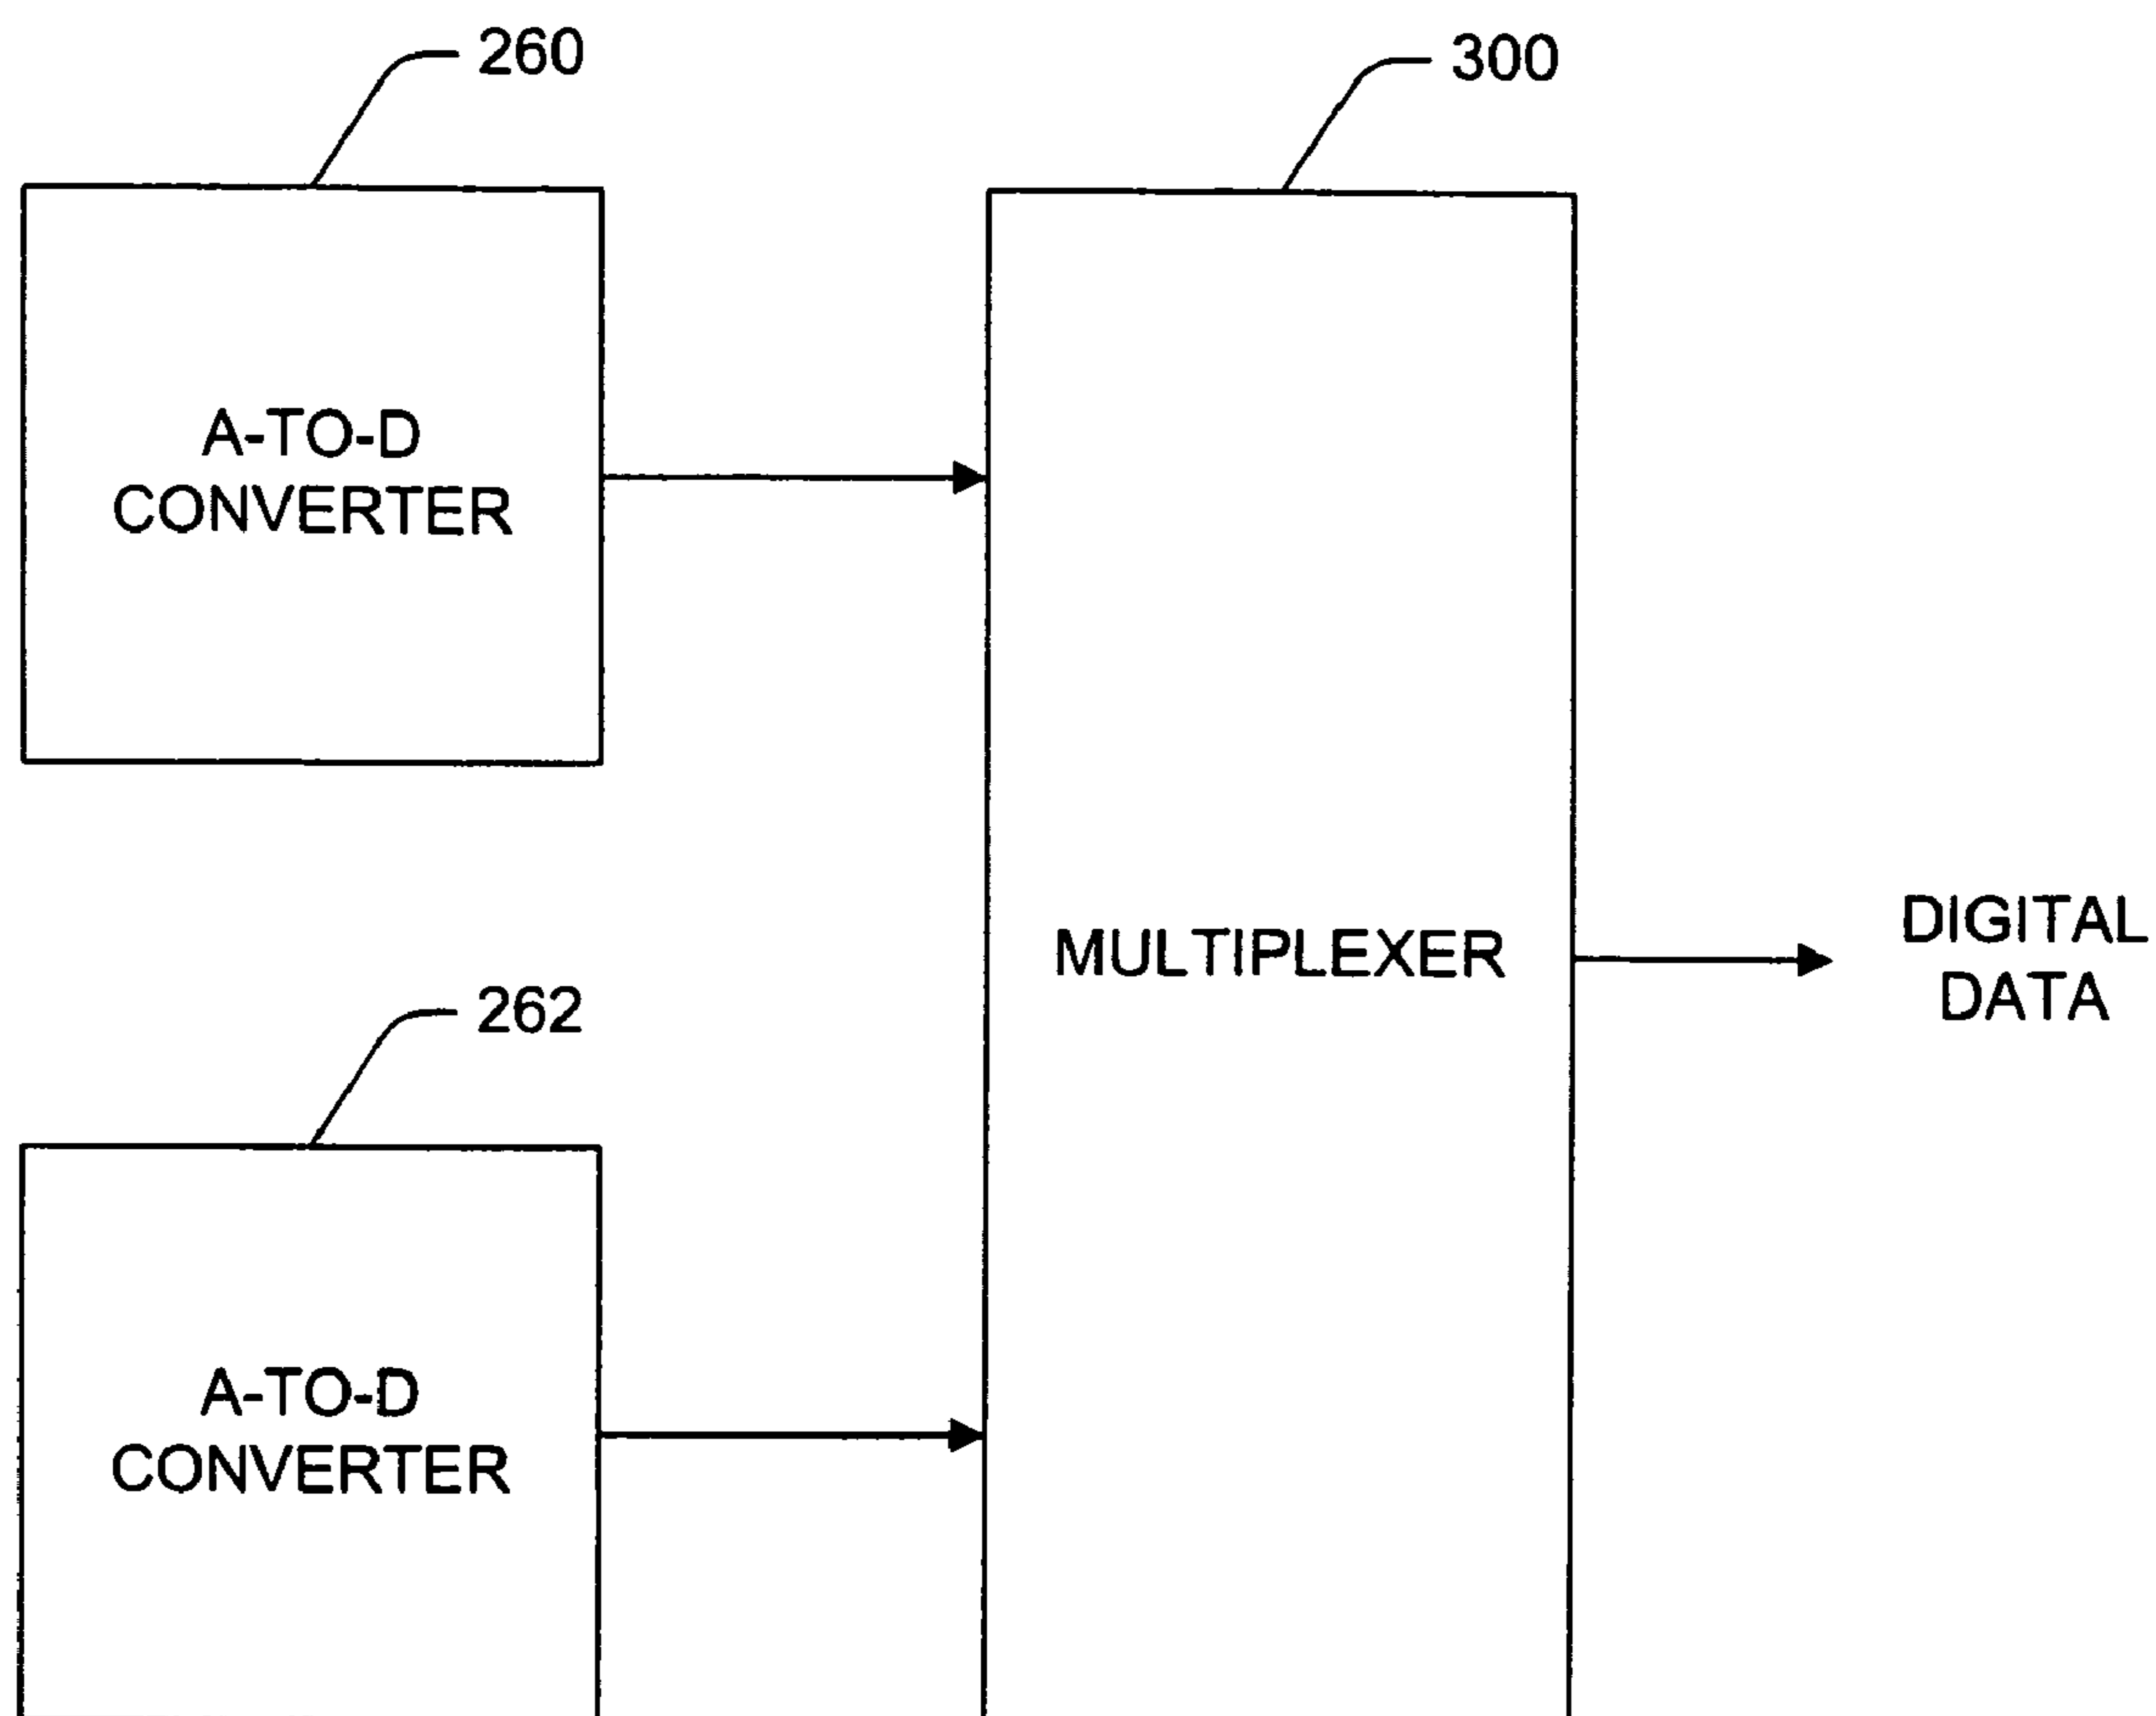 260
300
A-TO-D
CONVERTER
MULTIPLEXER
DIGITAL
DATA
262
A-TO-D
CONVERTER